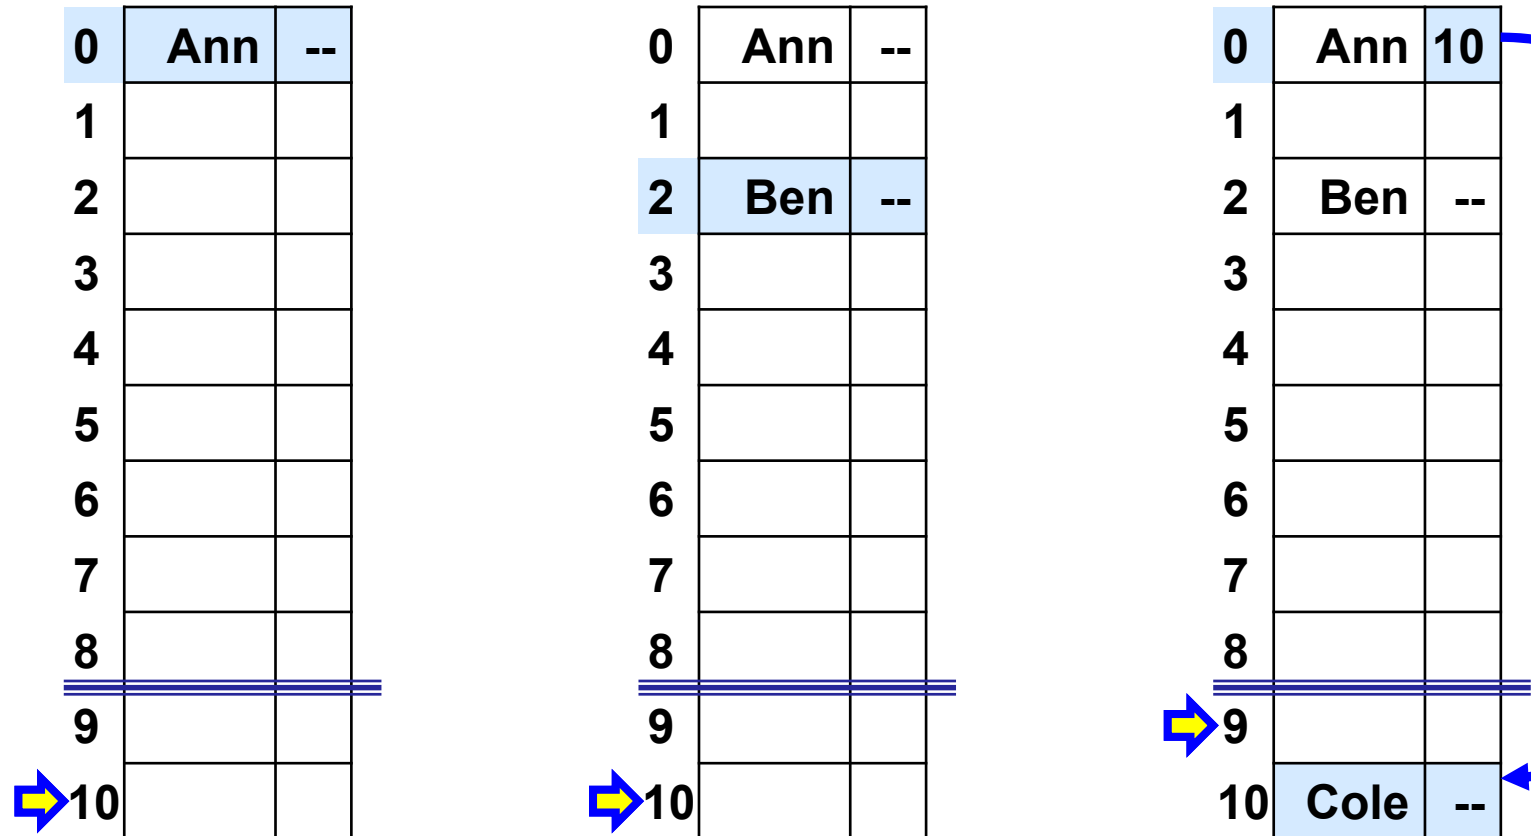 0 Ann -- 0 Ann -- 0 Ann 10
1 1 1
2 2 Ben -- 2 Ben --
3 3 3
4 4 4
5 5 5
6 6 6
7 7 7
8 8 8
9 9 9
10 10 10 Cole --